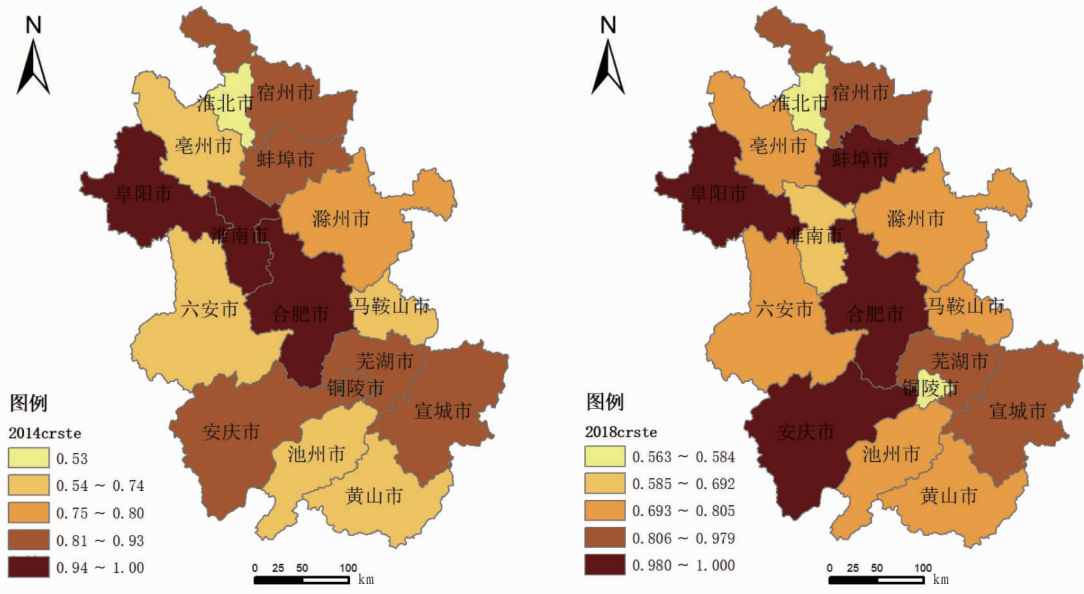 N
淮北市
宿州市
亳州市
蚌埠市
阜阳市
淮南市
滁州市
六安市
合肥市
马鞍山市
芜湖市
铜陵市
宣城市
安庆市
池州市
黄山市
图例
2014crste
0.53
0.54 ~ 0.74
0.75 ~ 0.80
0.81 ~ 0.93
0.94 ~ 1.00
0 25 50 100
km
N
淮北市
宿州市
亳州市
蚌埠市
阜阳市
淮南市
滁州市
六安市
合肥市
马鞍山市
芜湖市
铜陵市
宣城市
安庆市
池州市
黄山市
图例
2018crste
0.563 ~ 0.584
0.585 ~ 0.692
0.693 ~ 0.805
0.806 ~ 0.979
0.980 ~ 1.000
0 25 50 100
km